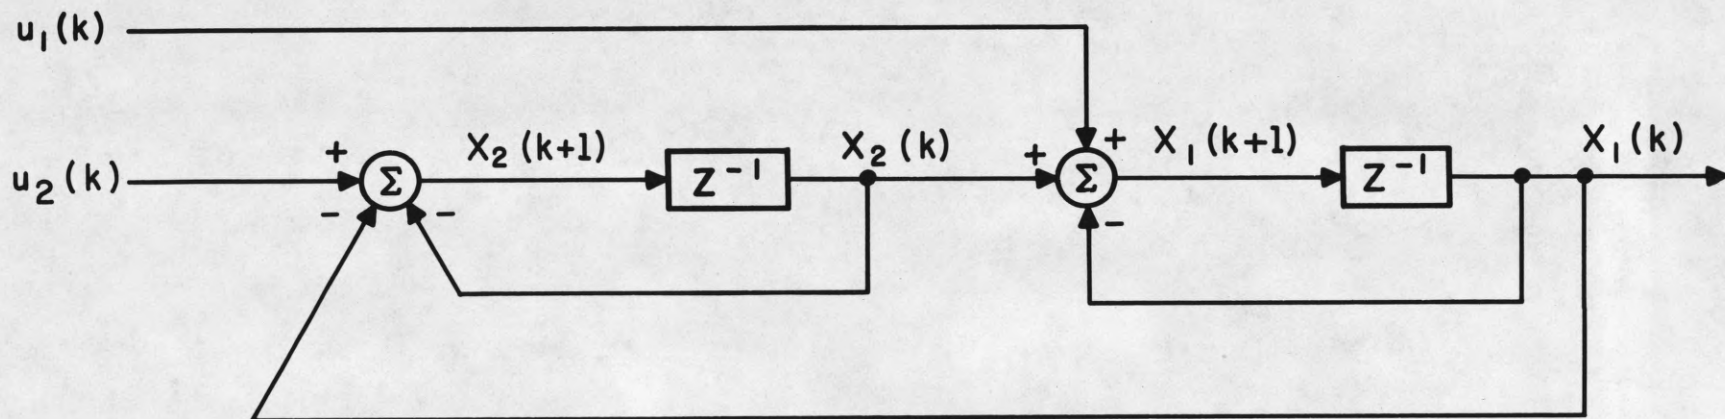 u₁(k)
u₂(k)
+
Σ
-
-
X₂(k+1)
Z⁻¹
X₂(k)
+
+
Σ
-
X₁(k+1)
Z⁻¹
X₁(k)